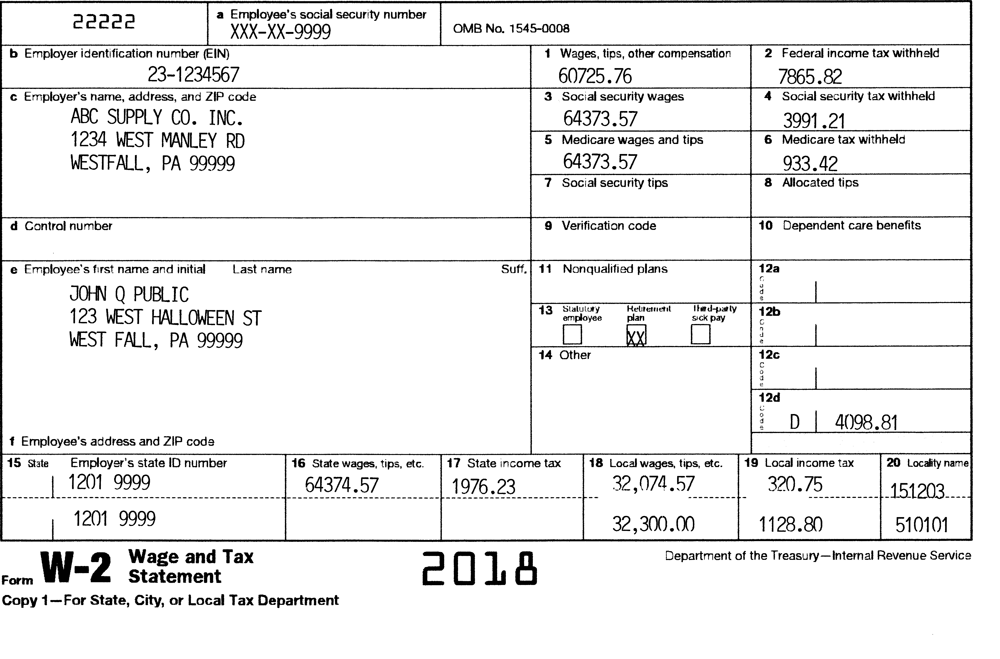 22222
a Employee's social security number
XXX-XX-9999
OMB No. 1545-0008
b Employer identification number (EIN)
23-1234567
1 Wages, tips, other compensation
60725.76
2 Federal income tax withheld
7865.82
c Employer's name, address, and ZIP code
ABC SUPPLY CO. INC.
1234 WEST MANLEY RD
WESTFALL, PA 99999
3 Social security wages
64373.57
4 Social security tax withheld
3991.21
5 Medicare wages and tips
64373.57
6 Medicare tax withheld
933.42
7 Social security tips
8 Allocated tips
d Control number
9 Verification code
10 Dependent care benefits
e Employee's first name and initial Last name Suff.
JOHN Q PUBLIC
123 WEST HALLOWEEN ST
WEST FALL, PA 99999
f Employee's address and ZIP code
11 Nonqualified plans
12a
Code
13 Statutory employee
Retirement plan
XX
Third-party sick pay
12b
Code
14 Other
12c
Code
12d
Code
D 4098.81
15 State Employer's state ID number
16 State wages, tips, etc.
17 State income tax
18 Local wages, tips, etc.
19 Local income tax
20 Locality name
1201 9999 64374.57 1976.23 32,074.57 320.75 151203
1201 9999 32,300.00 1128.80 510101
Form W-2 Wage and Tax Statement
2018
Department of the Treasury—Internal Revenue Service
Copy 1—For State, City, or Local Tax Department